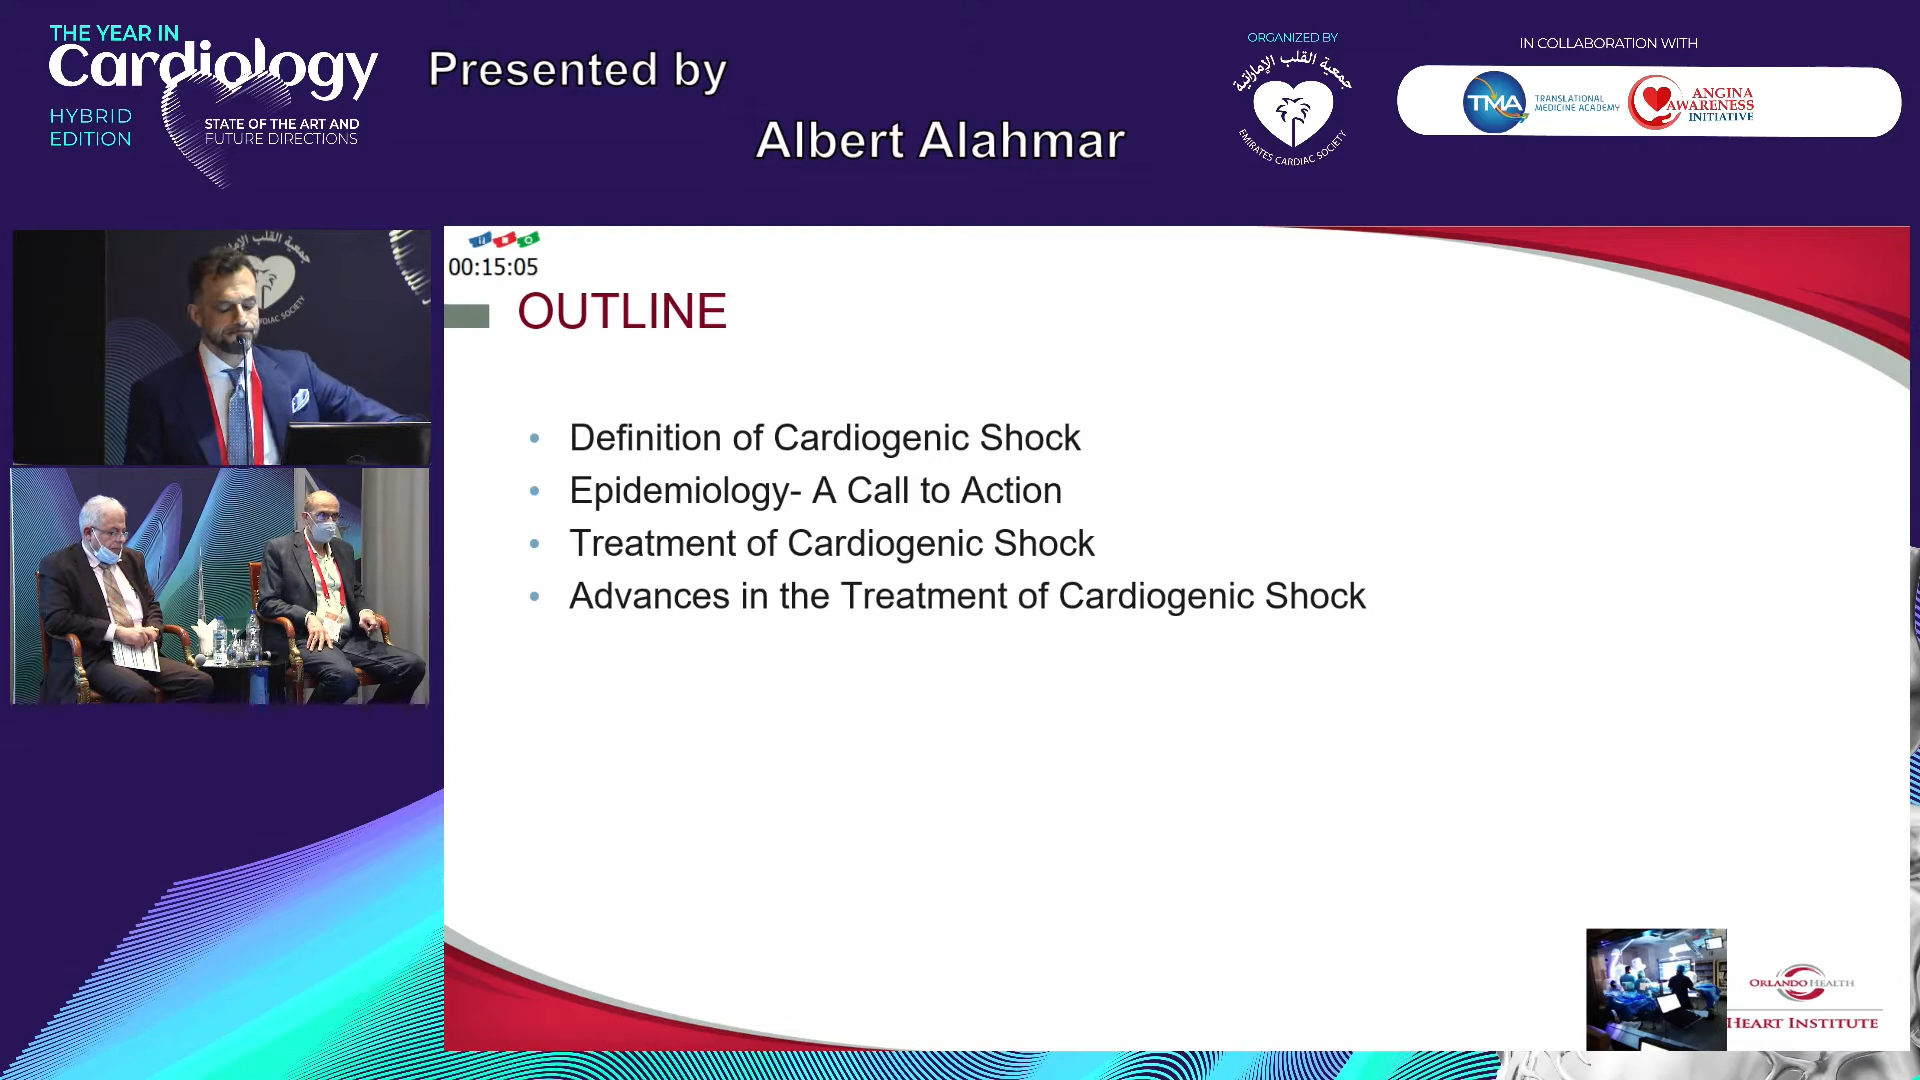 THE YEAR IN
Cardiology
HYBRID
EDITION
STATE OF THE ART AND
FUTURE DIRECTIONS
Presented by
Albert Alahmar
ORGANIZED BY
جمعية القلب الإماراتية
EMIRATES CARDIAC SOCIETY
IN COLLABORATION WITH
TMA
TRANSLATIONAL
MEDICINE ACADEMY
ANGINA
AWARENESS
INITIATIVE
00:15:05
OUTLINE
• Definition of Cardiogenic Shock
• Epidemiology- A Call to Action
• Treatment of Cardiogenic Shock
• Advances in the Treatment of Cardiogenic Shock
ORLANDO HEALTH
HEART INSTITUTE